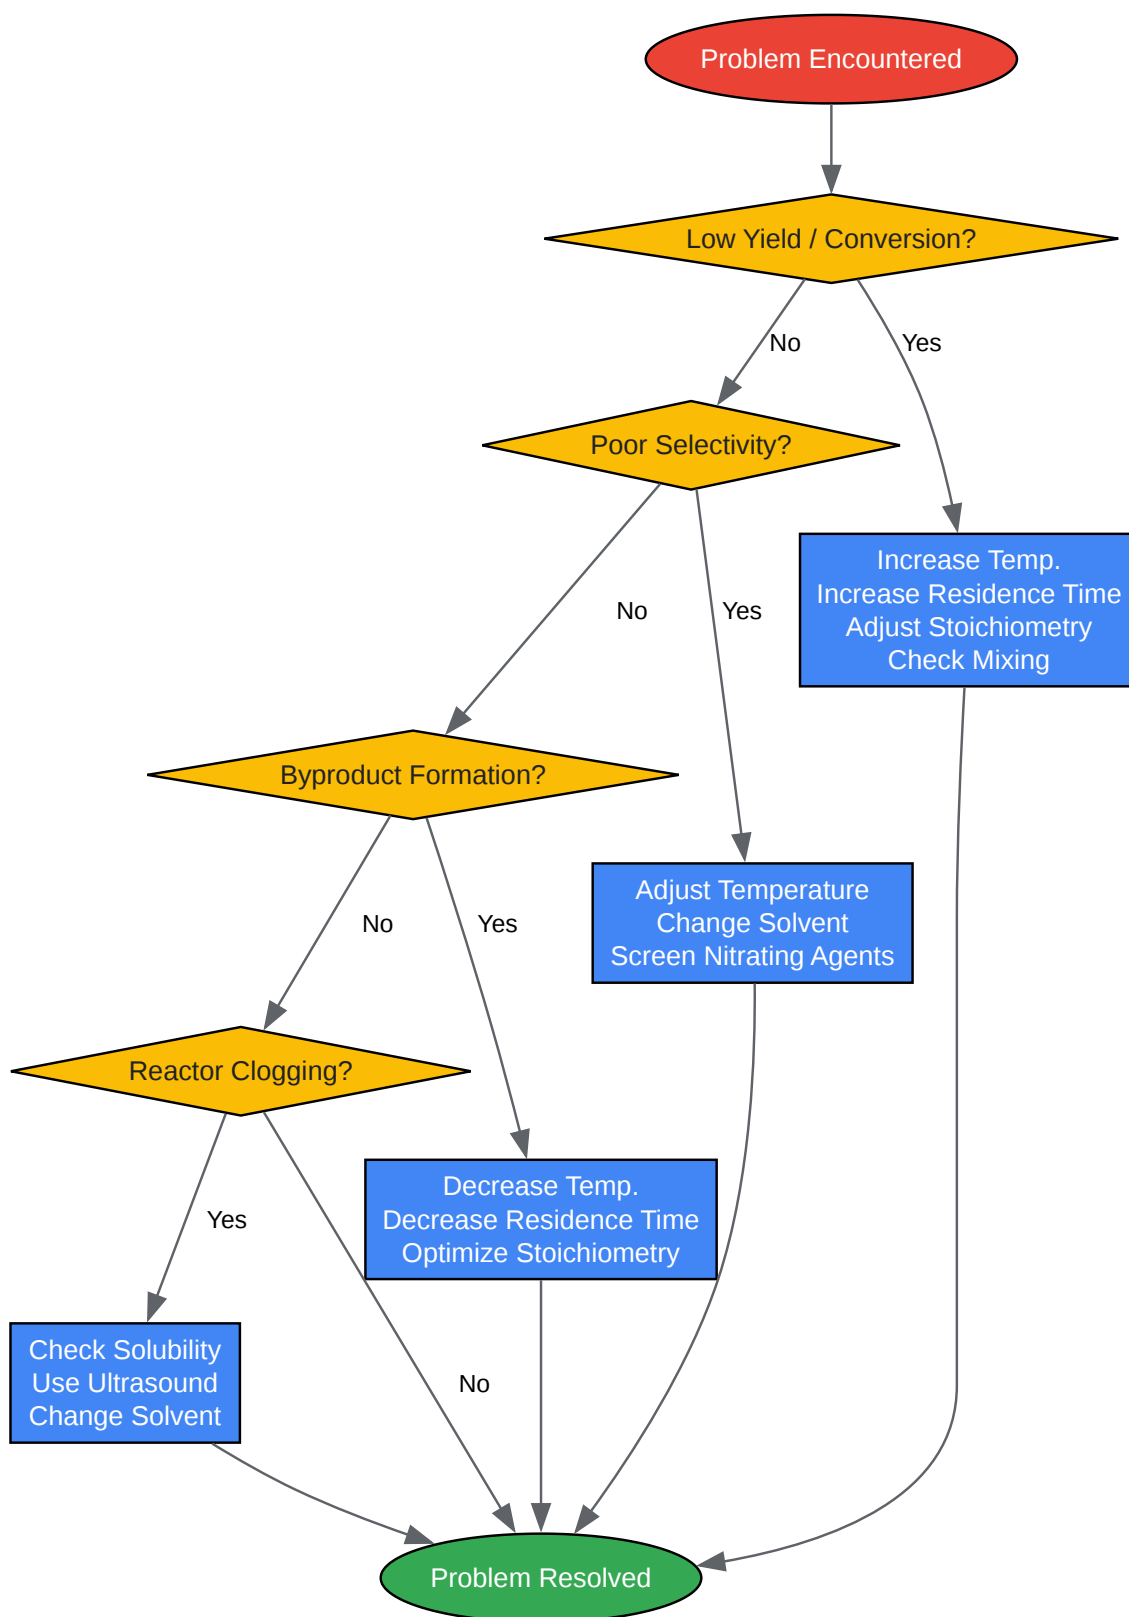 Problem Encountered
Low Yield / Conversion?
No
Yes
Poor Selectivity?
No
Yes
Increase Temp.
Increase Residence Time
Adjust Stoichiometry
Check Mixing
Byproduct Formation?
No
Yes
Adjust Temperature
Change Solvent
Screen Nitrating Agents
Reactor Clogging?
Yes
No
Decrease Temp.
Decrease Residence Time
Optimize Stoichiometry
Check Solubility
Use Ultrasound
Change Solvent
Problem Resolved